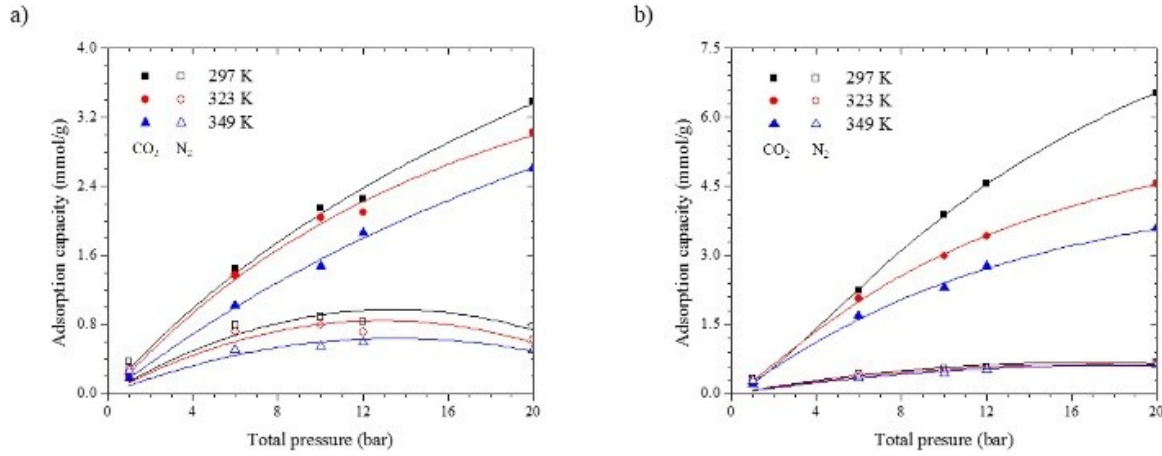 a)
4.0
3.2
2.4
1.6
0.8
0.0
0
4
8
12
16
20
Adsorption capacity (mmol/g)
Total pressure (bar)
297 K
323 K
349 K
CO₂ N₂
b)
7.5
6.0
4.5
3.0
1.5
0.0
0
4
8
12
16
20
Adsorption capacity (mmol/g)
Total pressure (bar)
297 K
323 K
349 K
CO₂ N₂